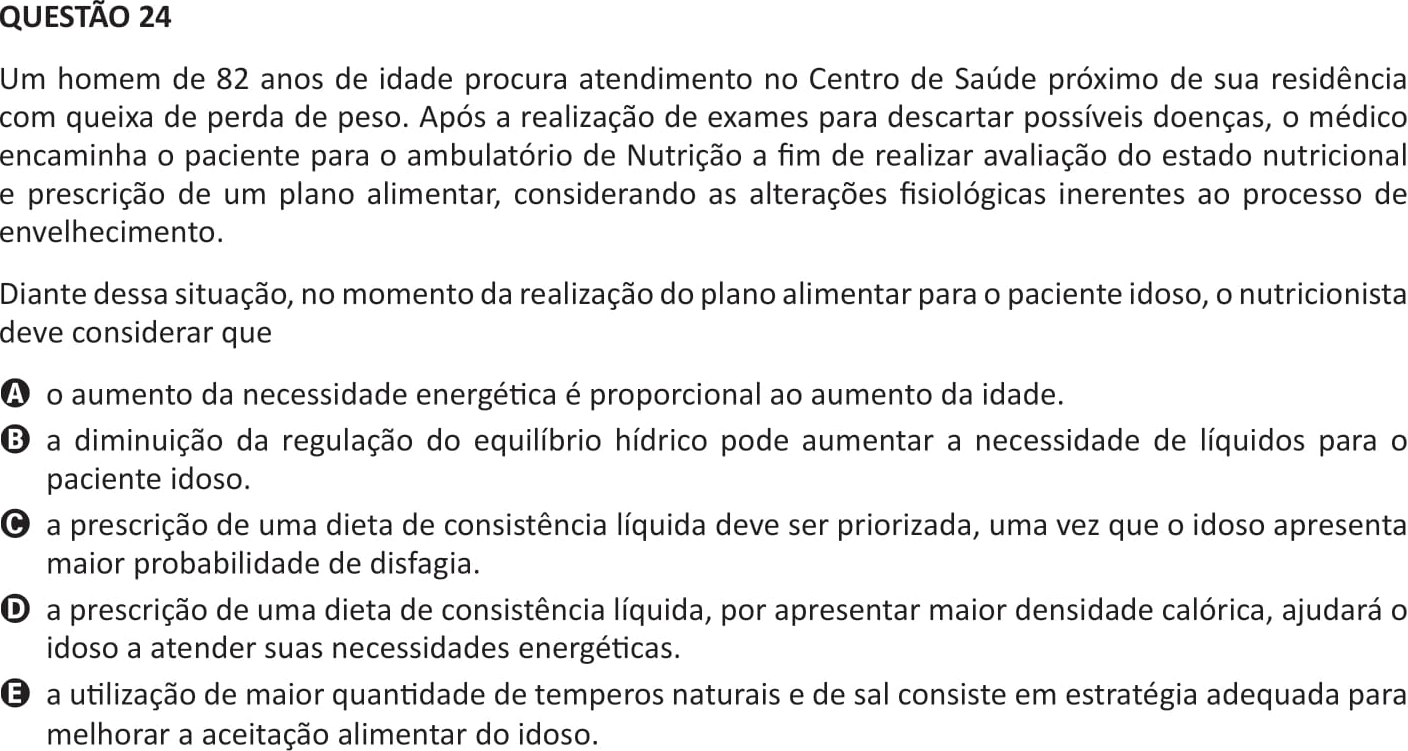 QUESTÃO 24
Um homem de 82 anos de idade procura atendimento no Centro de Saúde próximo de sua residência
com queixa de perda de peso. Após a realização de exames para descartar possíveis doenças, o médico
encaminha o paciente para o ambulatório de Nutrição a fim de realizar avaliação do estado nutricional
e prescrição de um plano alimentar, considerando as alterações fisiológicas inerentes ao processo de
envelhecimento.
Diante dessa situação, no momento da realização do plano alimentar para o paciente idoso, o nutricionista
deve considerar que
A o aumento da necessidade energética é proporcional ao aumento da idade.
B a diminuição da regulação do equilíbrio hídrico pode aumentar a necessidade de líquidos para o
paciente idoso.
C a prescrição de uma dieta de consistência líquida deve ser priorizada, uma vez que o idoso apresenta
maior probabilidade de disfagia.
D a prescrição de uma dieta de consistência líquida, por apresentar maior densidade calórica, ajudará o
idoso a atender suas necessidades energéticas.
E a utilização de maior quantidade de temperos naturais e de sal consiste em estratégia adequada para
melhorar a aceitação alimentar do idoso.